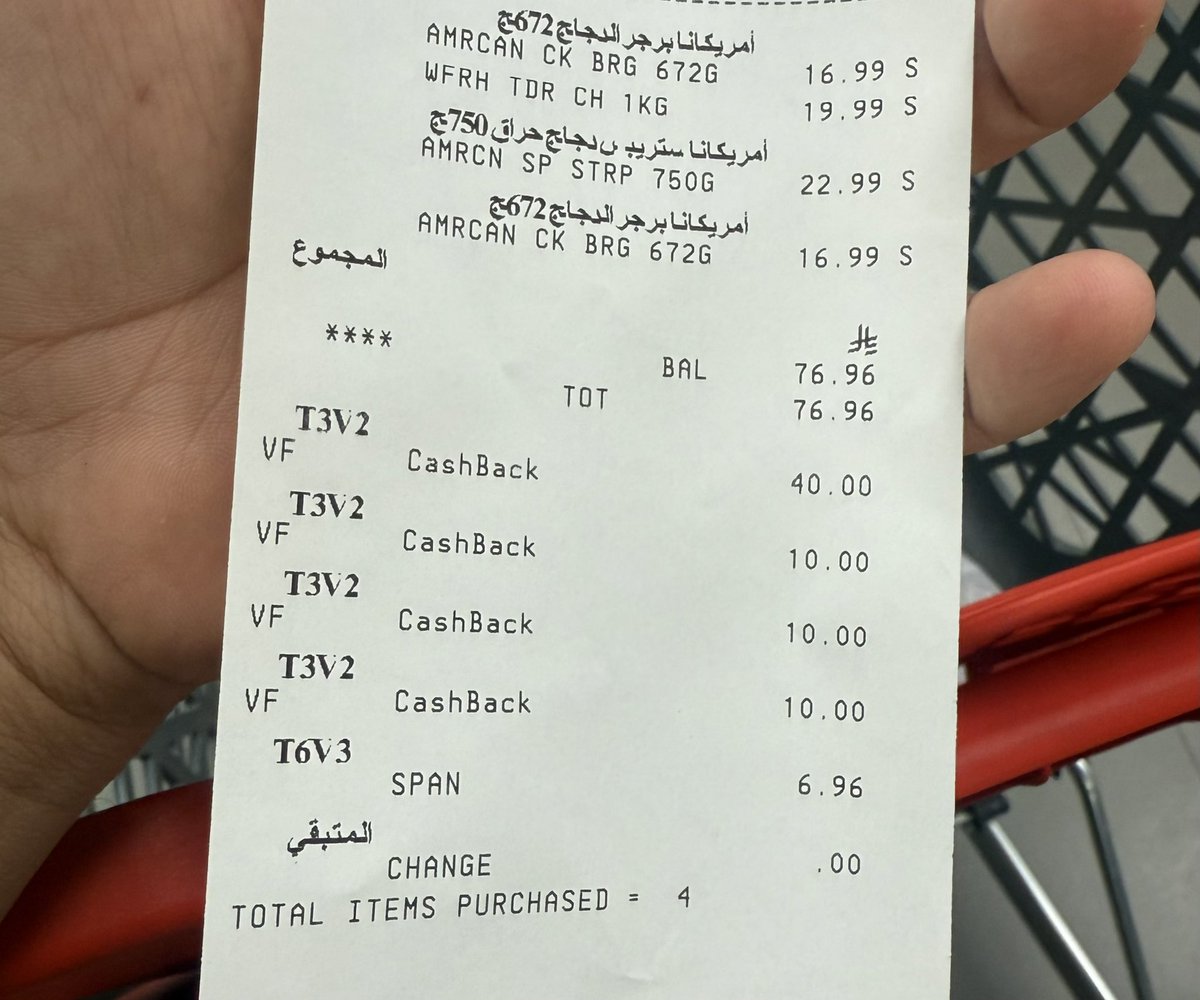 أمريكانا برجر الدجاج 672ج
AMRCAN CK BRG 672G 16.99 S
WFRH TDR CH 1KG 19.99 S
أمريكانا ستريبس دجاج حراق 750ج
AMRCN SP STRP 750G 22.99 S
أمريكانا برجر الدجاج 672ج
AMRCAN CK BRG 672G 16.99 S
المجموع
⃁
**** BAL 76.96
TOT 76.96
T3V2
VF CashBack 40.00
T3V2
VF CashBack 10.00
T3V2
VF CashBack 10.00
T3V2
VF CashBack 10.00
T6V3
SPAN 6.96
المتبقي
CHANGE .00
TOTAL ITEMS PURCHASED = 4